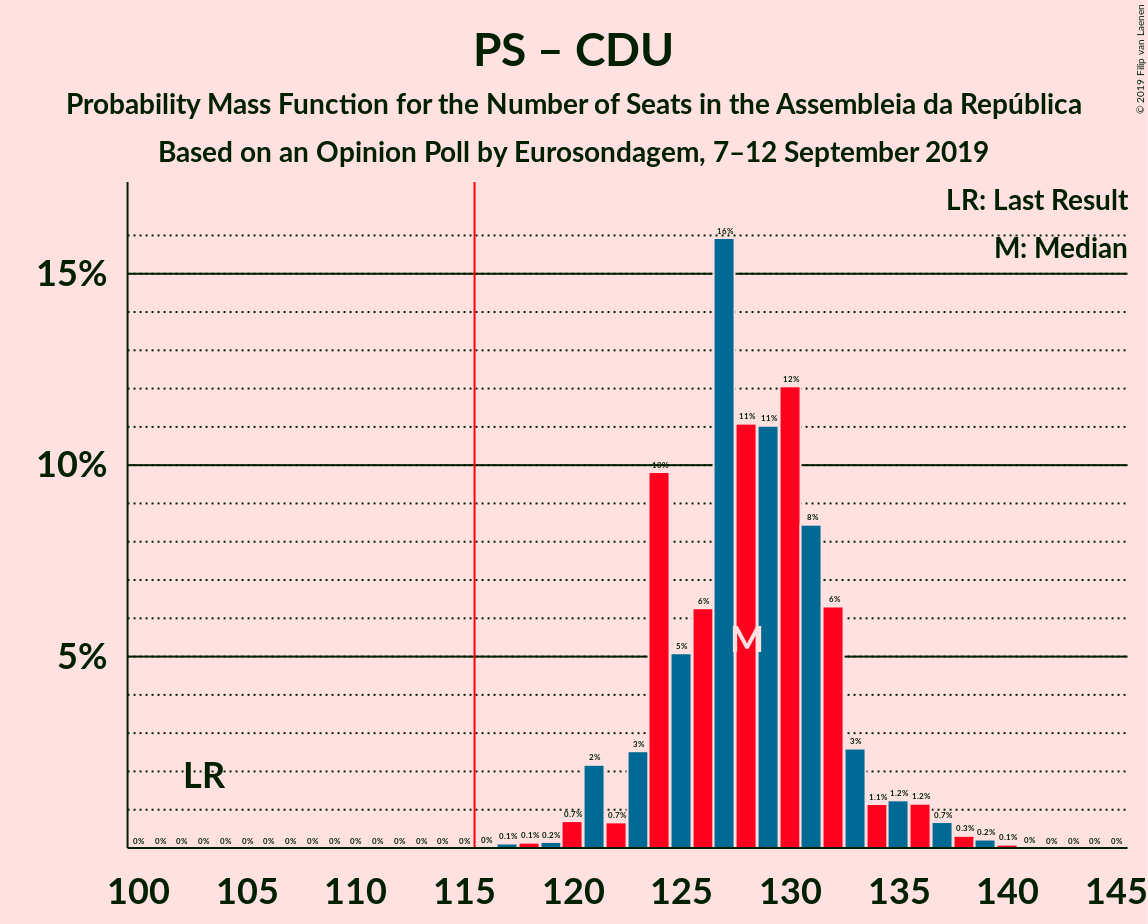 PS – CDU
Probability Mass Function for the Number of Seats in the Assembleia da República
Based on an Opinion Poll by Eurosondagem, 7–12 September 2019
© 2019 Filip van Laenen
LR: Last Result
M: Median
15%
10%
5%
LR
M
0% 0% 0% 0% 0% 0% 0% 0% 0% 0% 0% 0% 0% 0% 0% 0% 0% 0.1% 0.1% 0.2% 0.7% 2% 0.7% 3% 10% 5% 6% 16% 11% 11% 12% 8% 6% 3% 1.1% 1.2% 1.2% 0.7% 0.3% 0.2% 0.1% 0% 0% 0% 0% 0%
100 105 110 115 120 125 130 135 140 145